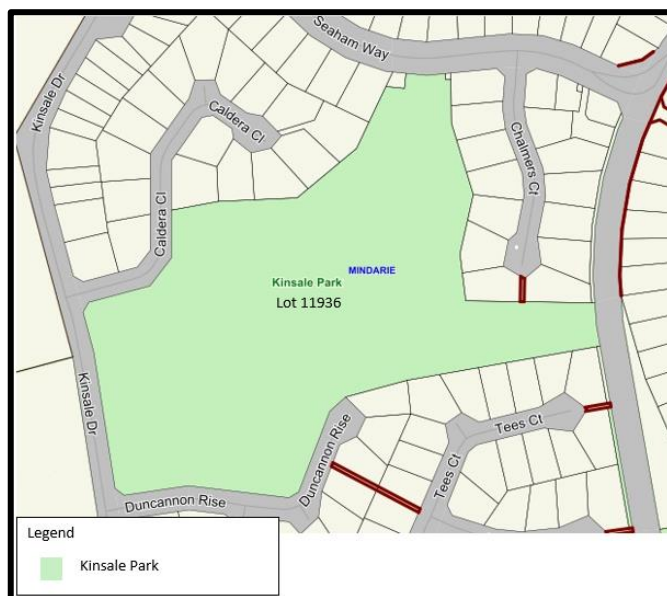 Seaham Way
Kinsale Dr
Caldera Cl
Chalmers Ct
Caldera Cl
MINDARIE
Kinsale Park
Lot 11936
Kinsale Dr
Duncannon Rise
Tees Ct
Tees Ct
Duncannon Rise
Legend
Kinsale Park